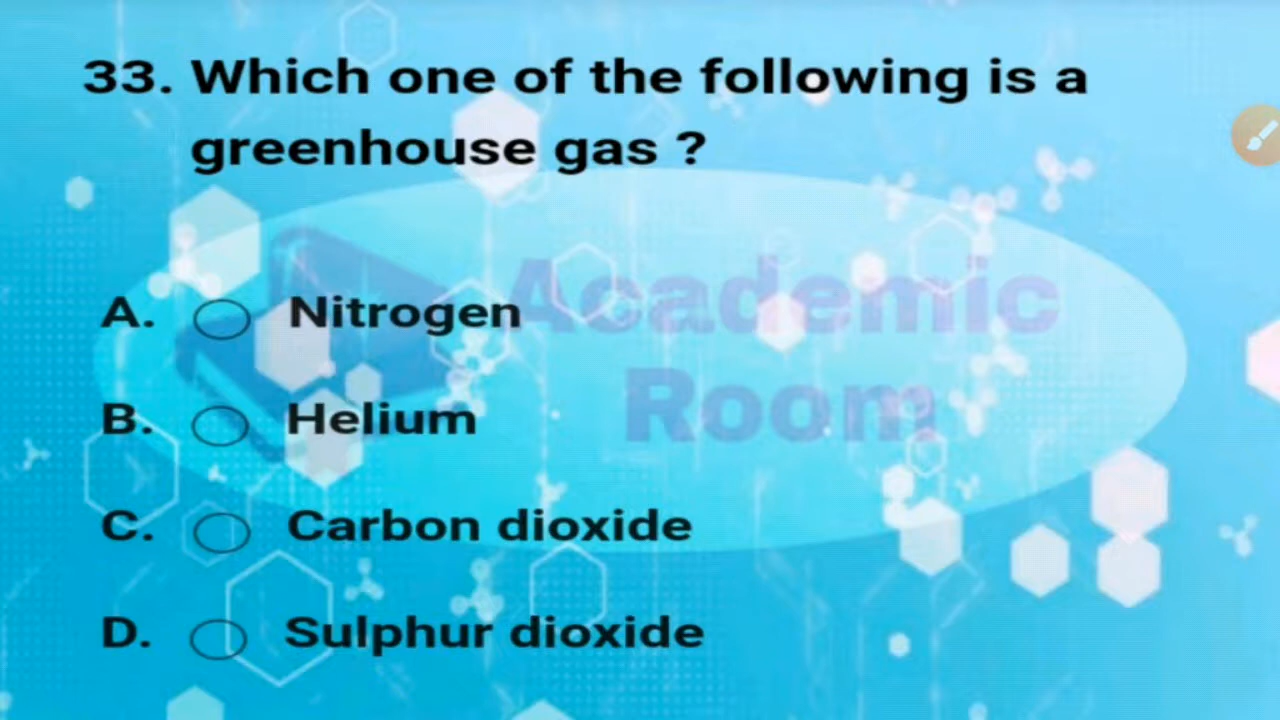 33. Which one of the following is a
greenhouse gas ?
Academic
Room
A. Nitrogen
B. Helium
C. Carbon dioxide
D. Sulphur dioxide